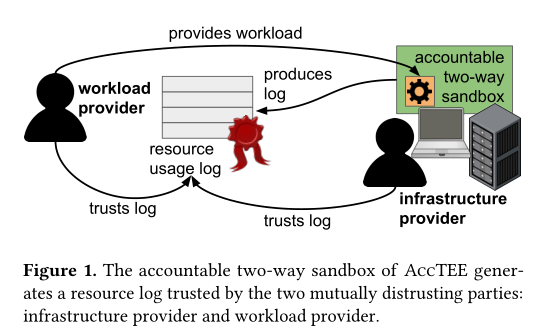 provides workload
accountable
two-way
sandbox
workload
provider
produces
log
resource
usage log
infrastructure
provider
trusts log
trusts log
Figure 1. The accountable two-way sandbox of AccTEE gener-
ates a resource log trusted by the two mutually distrusting parties:
infrastructure provider and workload provider.